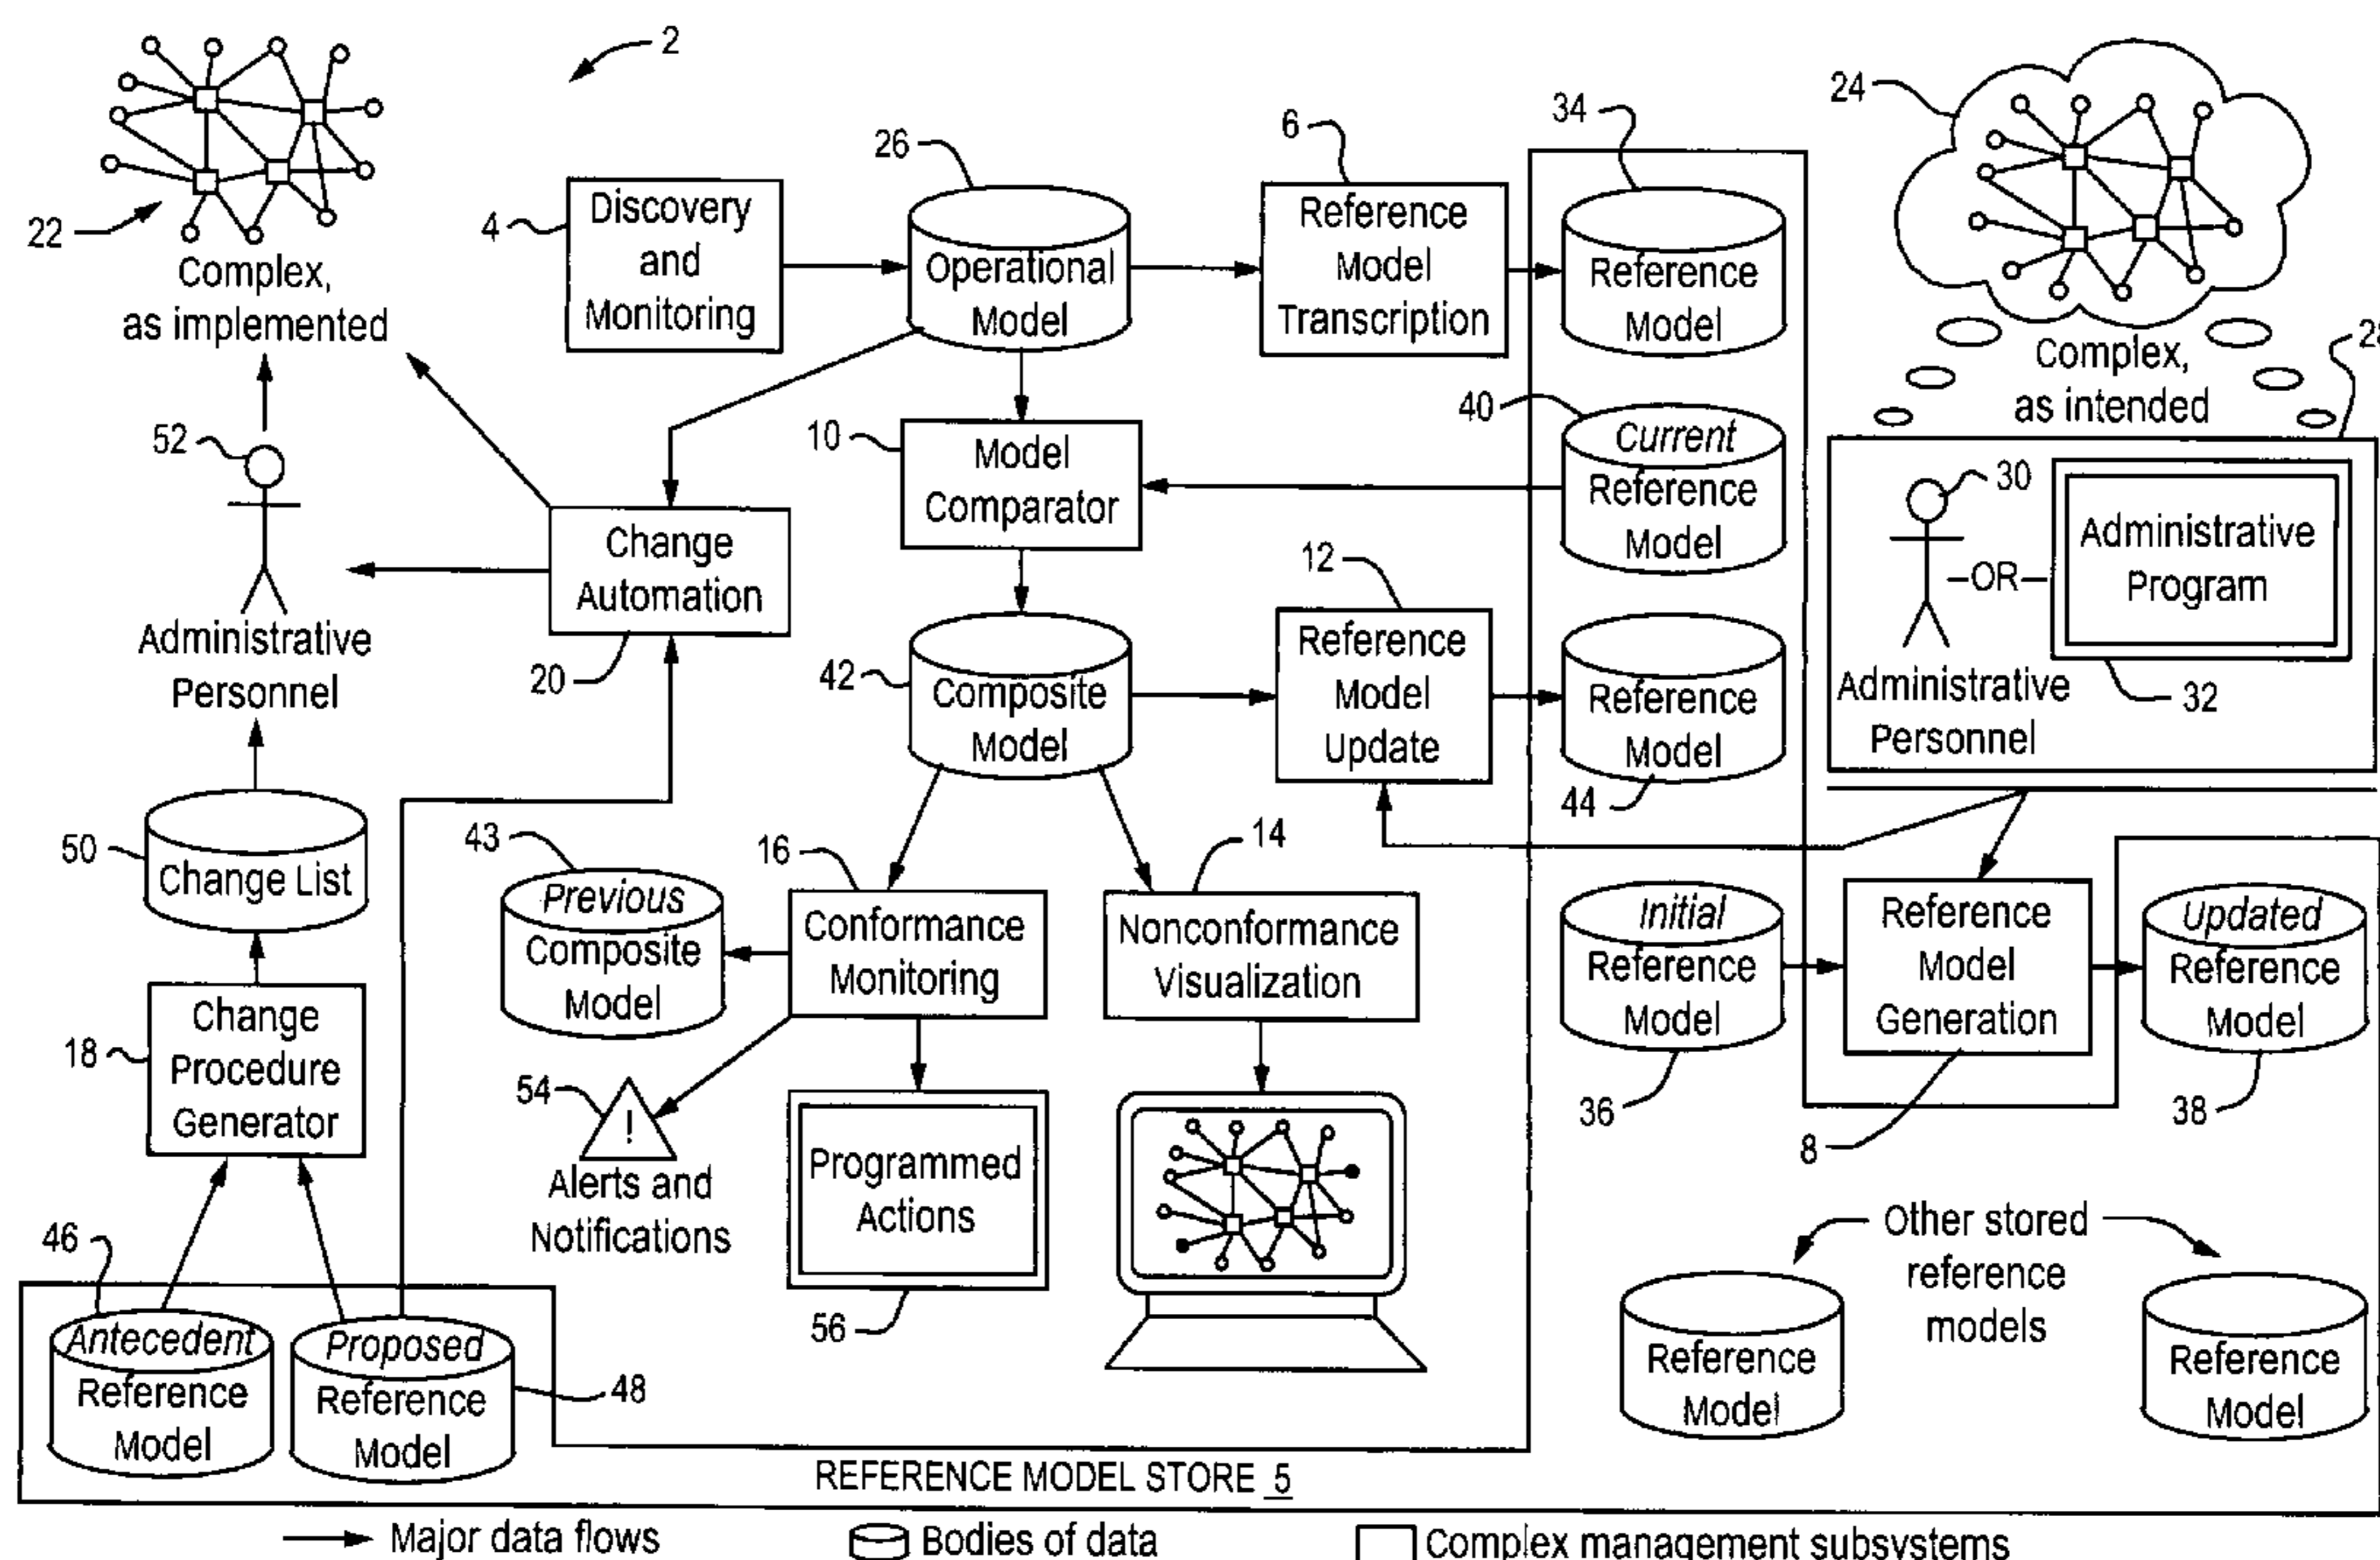 2
22
Complex,
as implemented
4
Discovery
and
Monitoring
26
Operational
Model
6
Reference
Model
Transcription
34
Reference
Model
24
Complex,
as intended
52
Administrative
Personnel
Change
Automation
20
10
Model
Comparator
40
Current
Reference
Model
30
-OR-
Administrative
Program
Administrative
Personnel
32
42
Composite
Model
12
Reference
Model
Update
Reference
Model
44
50
Change List
18
Change
Procedure
Generator
43
Previous
Composite
Model
16
Conformance
Monitoring
14
Nonconformance
Visualization
Initial
Reference
Model
36
Reference
Model
Generation
8
Updated
Reference
Model
38
54
!
Alerts and
Notifications
Programmed
Actions
56
Other stored
reference
models
Reference
Model
Reference
Model
46
Antecedent
Reference
Model
Proposed
Reference
Model
48
REFERENCE MODEL STORE 5
Major data flows
Bodies of data
Complex management subsystems